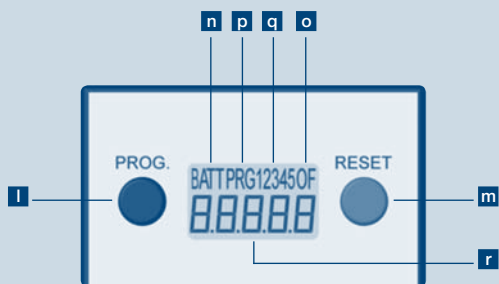 n p q o
PROG.
RESET
BATTPRG12345OF
8.8.8.8.8
l
m
r